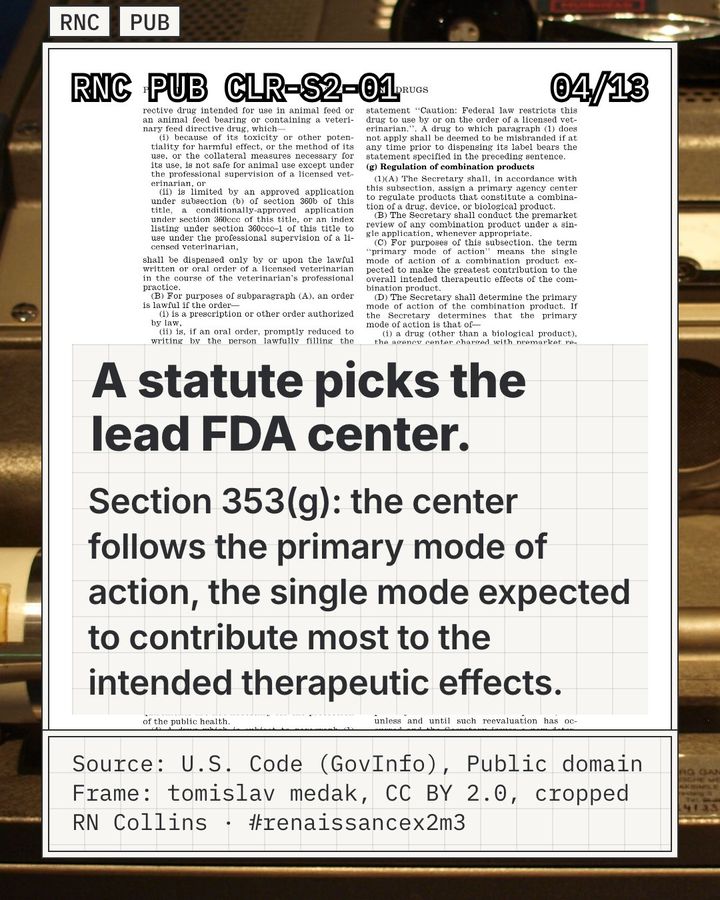 RNC PUB
RNC PUB CLR-S2-01 04/13
DRUGS
rective drug intended for use in animal feed or
an animal feed bearing or containing a veteri-
nary feed directive drug, which—
(i) because of its toxicity or other poten-
tiality for harmful effect, or the method of its
use, or the collateral measures necessary for
its use, is not safe for animal use except under
the professional supervision of a licensed vet-
erinarian, or
(ii) is limited by an approved application
under subsection (b) of section 360b of this
title, a conditionally-approved application
under section 360ccc of this title, or an index
listing under section 360ccc–1 of this title to
use under the professional supervision of a li-
censed veterinarian,
shall be dispensed only by or upon the lawful
written or oral order of a licensed veterinarian
in the course of the veterinarian's professional
practice.
(B) For purposes of subparagraph (A), an order
is lawful if the order—
(i) is a prescription or other order authorized
by law,
(ii) is, if an oral order, promptly reduced to
writing by the person lawfully filling the
statement "Caution: Federal law restricts this
drug to use by or on the order of a licensed vet-
erinarian.". A drug to which paragraph (1) does
not apply shall be deemed to be misbranded if at
any time prior to dispensing its label bears the
statement specified in the preceding sentence.
(g) Regulation of combination products
(1)(A) The Secretary shall, in accordance with
this subsection, assign a primary agency center
to regulate products that constitute a combina-
tion of a drug, device, or biological product.
(B) The Secretary shall conduct the premarket
review of any combination product under a sin-
gle application, whenever appropriate.
(C) For purposes of this subsection, the term
"primary mode of action" means the single
mode of action of a combination product ex-
pected to make the greatest contribution to the
overall intended therapeutic effects of the com-
bination product.
(D) The Secretary shall determine the primary
mode of action of the combination product. If
the Secretary determines that the primary
mode of action is that of—
(i) a drug (other than a biological product),
the agency center charged with premarket re-
A statute picks the
lead FDA center.
Section 353(g): the center
follows the primary mode of
action, the single mode expected
to contribute most to the
intended therapeutic effects.
of the public health.
unless and until such reevaluation has oc-
Source: U.S. Code (GovInfo), Public domain
Frame: tomislav medak, CC BY 2.0, cropped
RN Collins · #renaissancex2m3